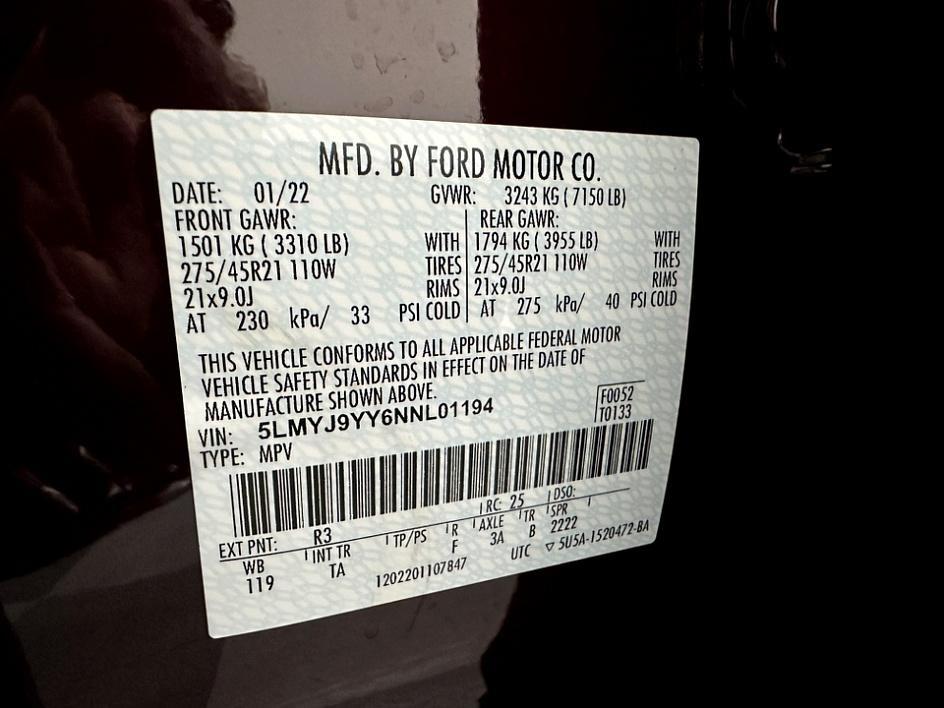 MFD. BY FORD MOTOR CO.
DATE: 01/22 GVWR: 3243 KG ( 7150 LB)
FRONT GAWR: REAR GAWR:
1501 KG ( 3310 LB) WITH 1794 KG ( 3955 LB) WITH
275/45R21 110W TIRES 275/45R21 110W TIRES
21x9.0J RIMS 21x9.0J RIMS
AT 230 kPa/ 33 PSI COLD AT 275 kPa/ 40 PSI COLD
THIS VEHICLE CONFORMS TO ALL APPLICABLE FEDERAL MOTOR
VEHICLE SAFETY STANDARDS IN EFFECT ON THE DATE OF
MANUFACTURE SHOWN ABOVE.
F0052
VIN: 5LMYJ9YY6NNL01194
T0133
TYPE: MPV
EXT PNT: R3 RC: 25 DSO:
WB INT TR TP/PS R AXLE TR SPR
119 TA F 3A B 2222
1202201107847 UTC ▽ 5U5A-1520472-BA